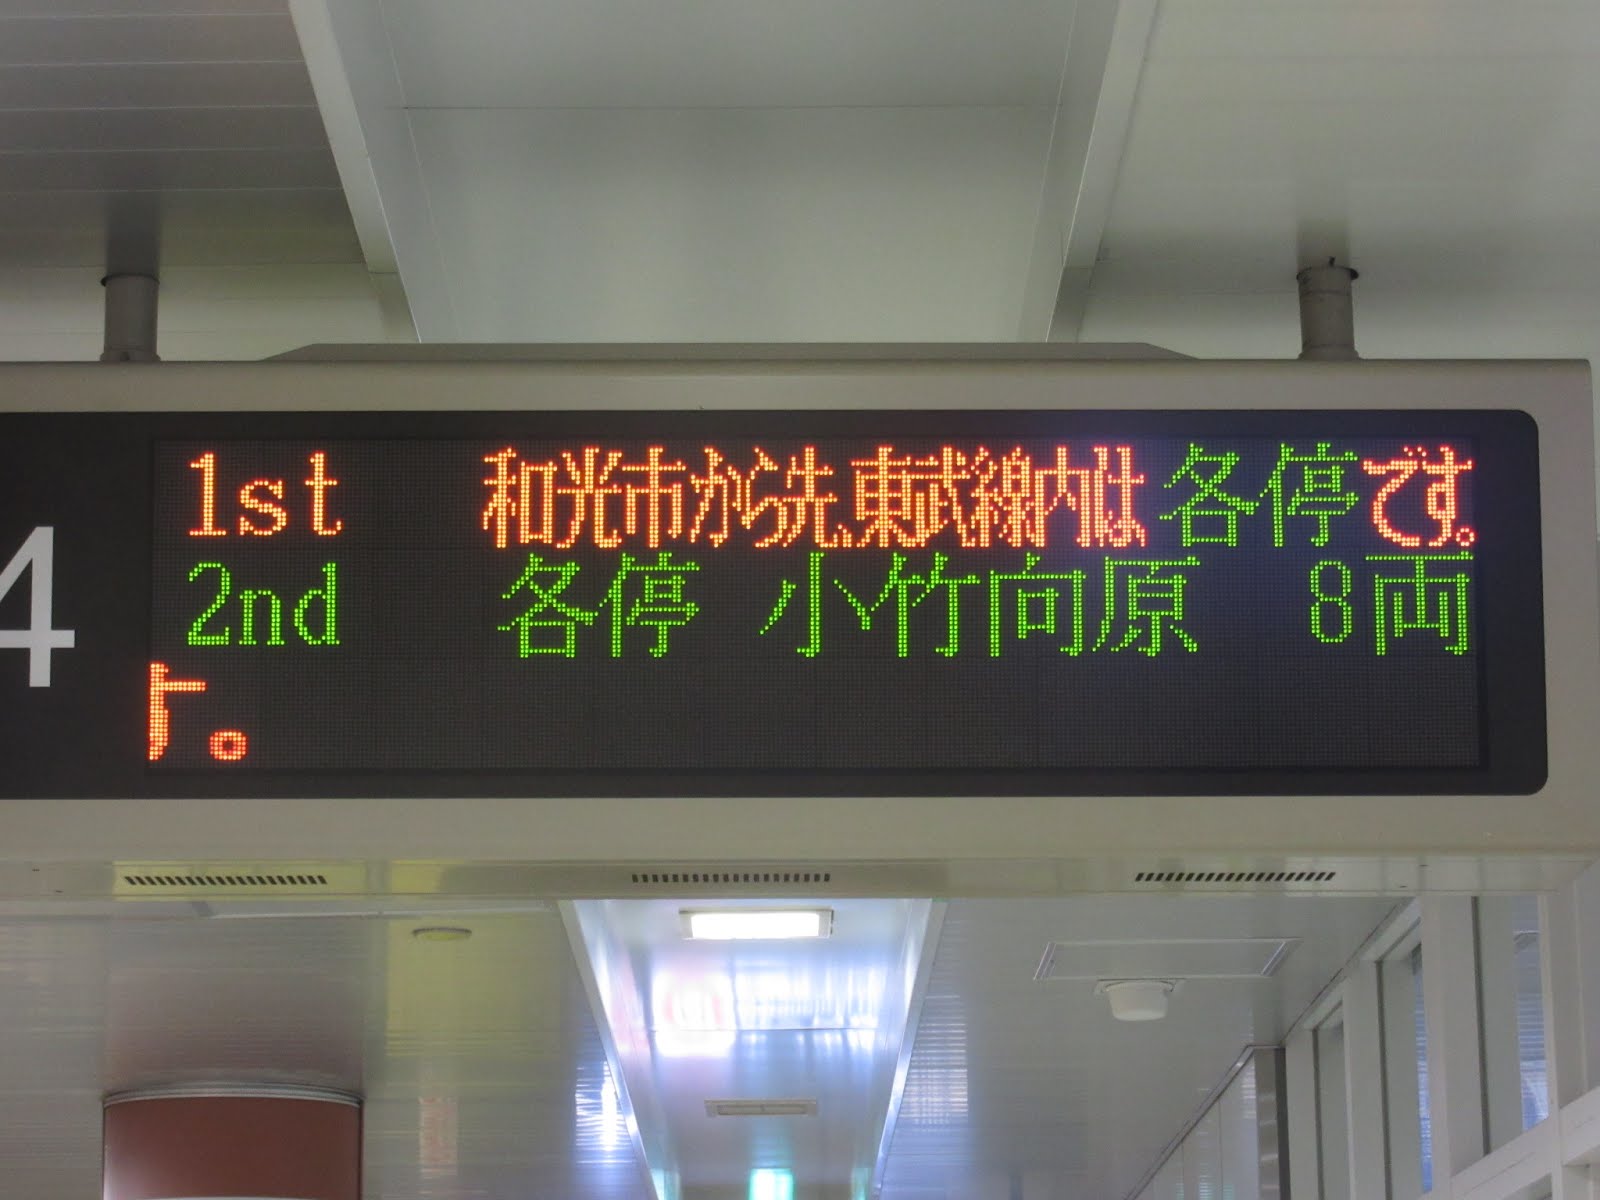 4
1st 和光市から先、東武線内は 各停 です。
2nd 各停 小竹向原 8両
。